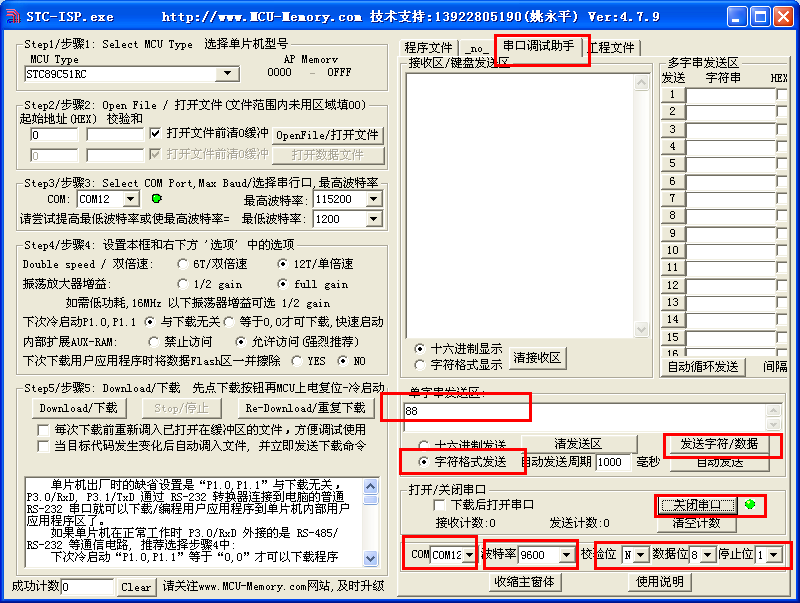 STC-ISP.exe http://www.MCU-Memory.com 技术支持:13922805190(姚永平) Ver:4.7.9
Step1/步骤1: Select MCU Type 选择单片机型号
MCU Type AP Memory
STC89C51RC 0000 - 0FFF
Step2/步骤2: Open File / 打开文件(文件范围内未用区域填00)
起始地址(HEX) 校验和
0 打开文件前清0缓冲 OpenFile/打开文件
0 打开文件前清0缓冲 打开数据文件
Step3/步骤3: Select COM Port,Max Baud/选择串行口,最高波特率
COM: COM12 最高波特率: 115200
请尝试提高最低波特率或使最高波特率= 最低波特率: 1200
Step4/步骤4: 设置本框和右下方 '选项' 中的选项
Double speed / 双倍速: 6T/双倍速 12T/单倍速
振荡放大器增益: 1/2 gain full gain
如需低功耗,16MHz 以下振荡器增益可选 1/2 gain
下次冷启动P1.0,P1.1 与下载无关 等于0,0才可下载,快速启动
内部扩展AUX-RAM: 禁止访问 允许访问(强烈推荐)
下次下载用户应用程序时将数据Flash区一并擦除 YES NO
Step5/步骤5: Download/下载 先点下载按钮再MCU上电复位-冷启动
Download/下载 Stop/停止 Re-Download/重复下载
每次下载前重新调入已打开在缓冲区的文件，方便调试使用
当目标代码发生变化后自动调入文件, 并立即发送下载命令
单片机出厂时的缺省设置是“P1.0,P1.1”与下载无关，
P3.0/RxD, P3.1/TxD 通过 RS-232 转换器连接到电脑的普通
RS-232 串口就可以下载/编程用户应用程序到单片机内部用户
应用程序区了。
如果单片机在正常工作时 P3.0/RxD 外接的是 RS-485/
RS-232 等通信电路, 推荐选择步骤4中:
下次冷启动“P1.0,P1.1”等于“0,0”才可以下载程序
成功计数 0 Clear 请关注www.MCU-Memory.com网站,及时升级
程序文件 _no_ 串口调试助手 工程文件
接收区/键盘发送区
十六进制显示
字符格式显示
清接收区
多字串发送区
发送 字符串 HEX
1
2
3
4
5
6
7
8
9
10
11
12
13
14
15
16
自动循环发送 间隔
单字串发送区:
88
十六进制发送 清发送区 发送字符/数据
字符格式发送 自动发送周期 1000 毫秒 自动发送
打开/关闭串口
下载后打开串口 关闭串口
接收计数:0 发送计数:0 清空计数
COM COM12 波特率 9600 校验位 N 数据位 8 停止位 1
收缩主窗体 使用说明